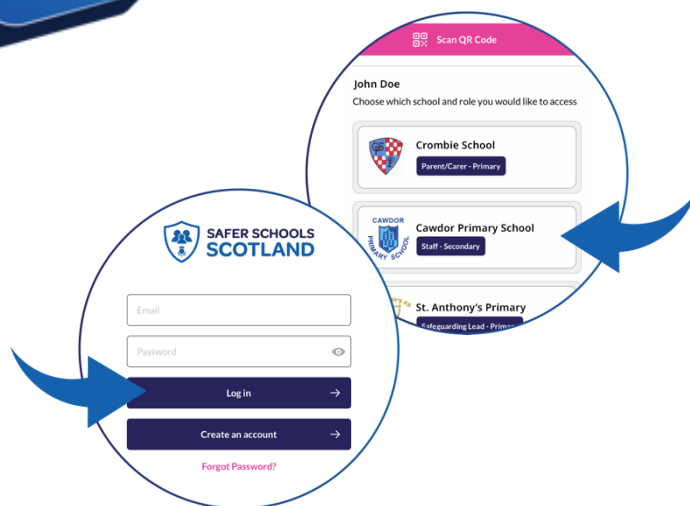 Scan QR Code
John Doe
Choose which school and role you would like to access
Crombie School
Parent/Carer - Primary
CAWDOR
PRIMARY SCHOOL
Cawdor Primary School
Staff - Secondary
St. Anthony's Primary
Safeguarding Lead -
SAFER SCHOOLS
SCOTLAND
Email
Password
Log in
Create an account
Forgot Password?